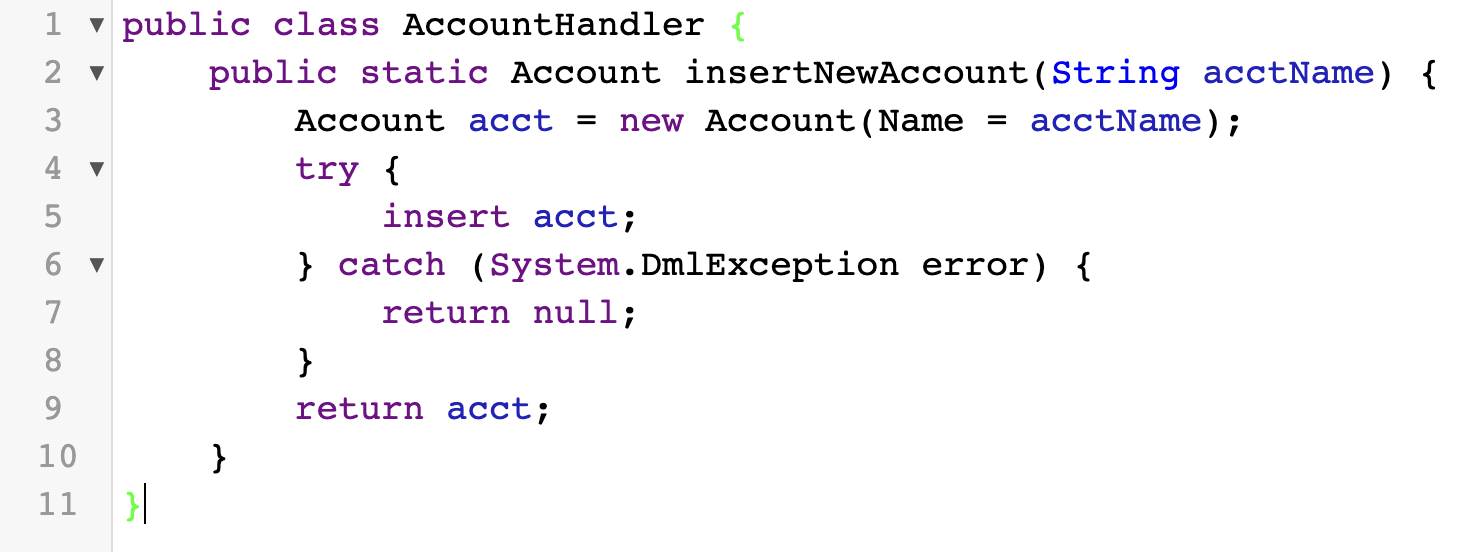 1 ▼ public class AccountHandler {
2 ▼ public static Account insertNewAccount(String acctName) {
3 Account acct = new Account(Name = acctName);
4 ▼ try {
5 insert acct;
6 ▼ } catch (System.DmlException error) {
7 return null;
8 }
9 return acct;
10 }
11 }